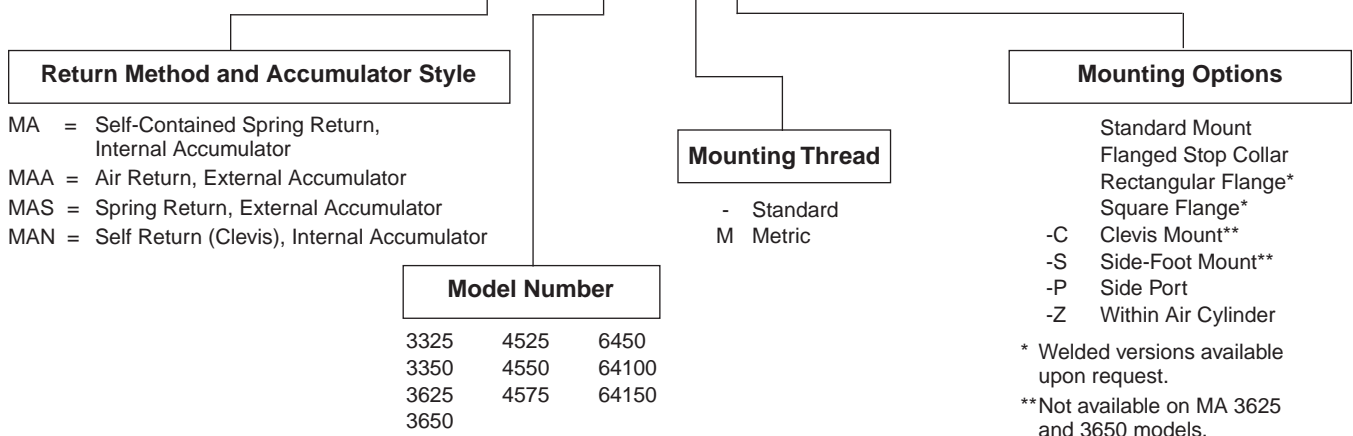 Return Method and Accumulator Style
MA = Self-Contained Spring Return,
Internal Accumulator
MAA = Air Return, External Accumulator
MAS = Spring Return, External Accumulator
MAN = Self Return (Clevis), Internal Accumulator
Model Number
3325 4525 6450
3350 4550 64100
3625 4575 64150
3650
Mounting Thread
- Standard
M Metric
Mounting Options
Standard Mount
Flanged Stop Collar
Rectangular Flange*
Square Flange*
-C Clevis Mount**
-S Side-Foot Mount**
-P Side Port
-Z Within Air Cylinder
* Welded versions available
upon request.
**Not available on MA 3625
and 3650 models.